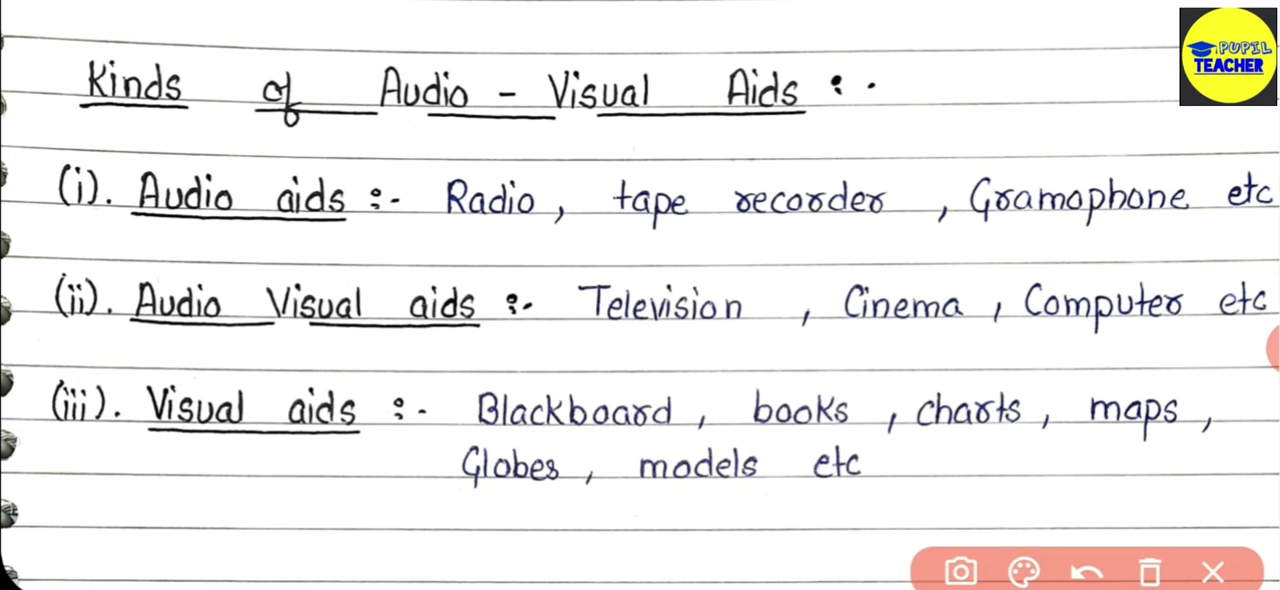 PUPIL
TEACHER
Kinds of Audio - Visual Aids :-
(i). Audio aids :- Radio, tape recorder, Gramophone etc
(ii). Audio Visual aids :- Television, Cinema, Computer etc
(iii). Visual aids :- Blackboard, books, charts, maps,
Globes, models etc